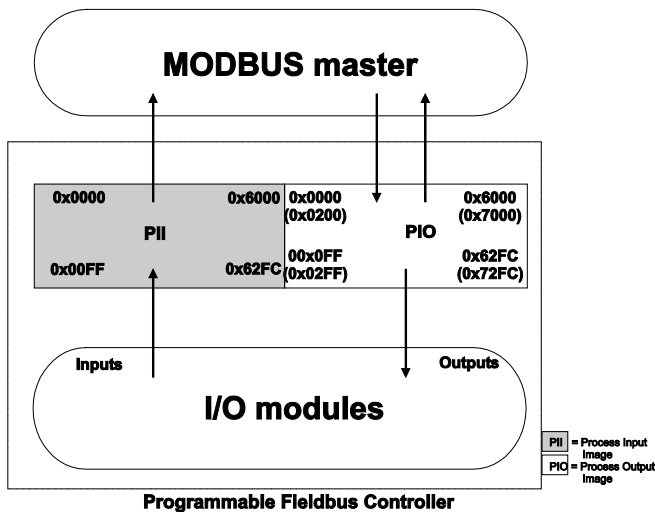 MODBUS master
0x0000 0x6000 0x0000 0x6000
(0x0200) (0x7000)
PII PIO
0x00FF 0x62FC 00x0FF 0x62FC
(0x02FF) (0x72FC)
Inputs Outputs
I/O modules
PII = Process Input
Image
PIO = Process Output
Image
Programmable Fieldbus Controller